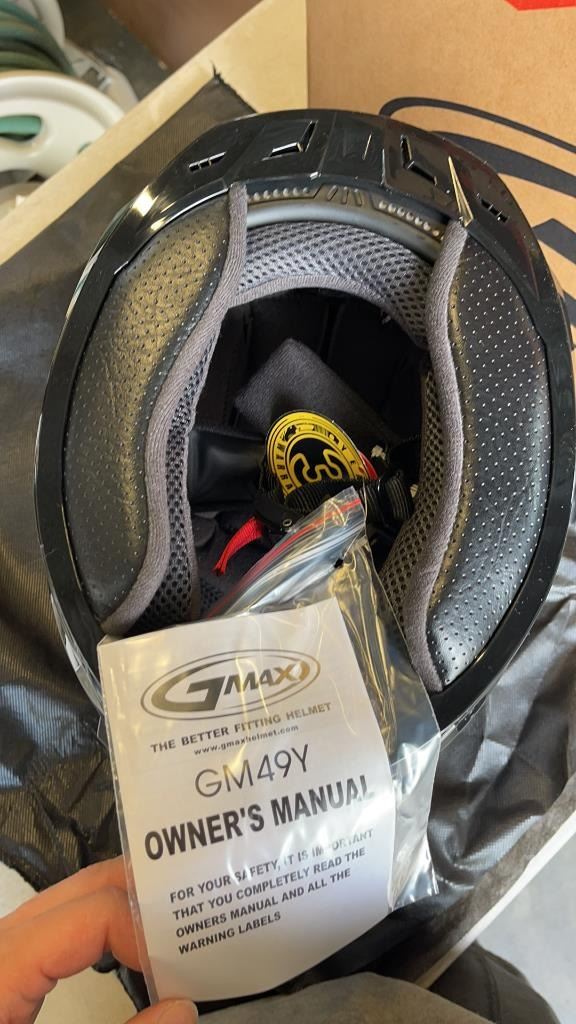 GMAX
THE BETTER FITTING HELMET
www.gmaxhelmet.com
GM49Y
OWNER'S MANUAL
FOR YOUR SAFETY, IT IS IMPORTANT
THAT YOU COMPLETELY READ THE
OWNERS MANUAL AND ALL THE
WARNING LABELS